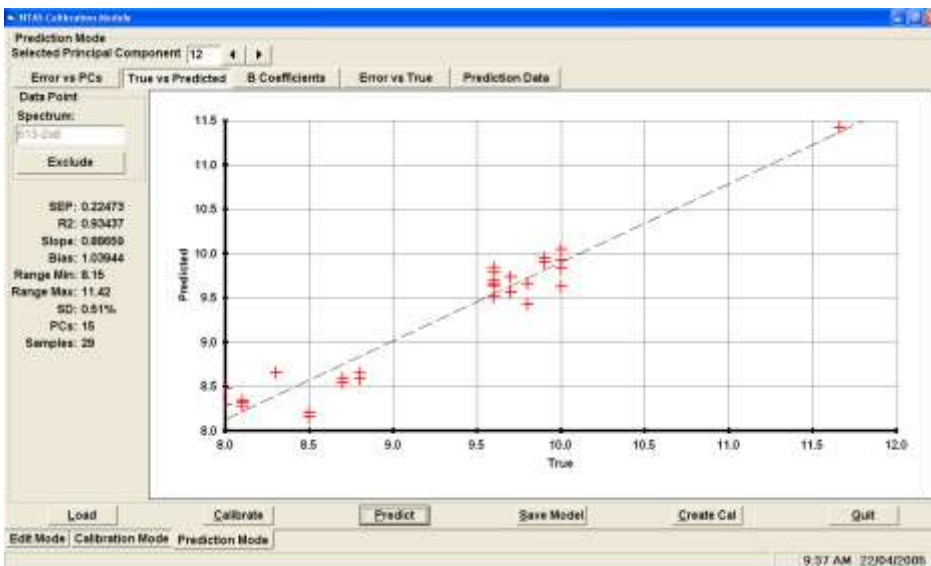 NTAS Calibration Module
Prediction Mode
Selected Principal Component 12
Error vs PCs True vs Predicted B Coefficients Error vs True Prediction Data
Data Point
Spectrum:
Exclude
SEP: 0.22473
R2: 0.93437
Slope: 0.88659
Bias: 1.03944
Range Min: 8.15
Range Max: 11.42
SD: 0.51%
PCs: 15
Samples: 29
11.5
11.0
10.5
10.0
9.5
9.0
8.5
8.0
Predicted
8.0 8.5 9.0 9.5 10.0 10.5 11.0 11.5 12.0
True
Load Calibrate Predict Save Model Create Cal Quit
Edit Mode Calibration Mode Prediction Mode
9:37 AM 22/04/2005